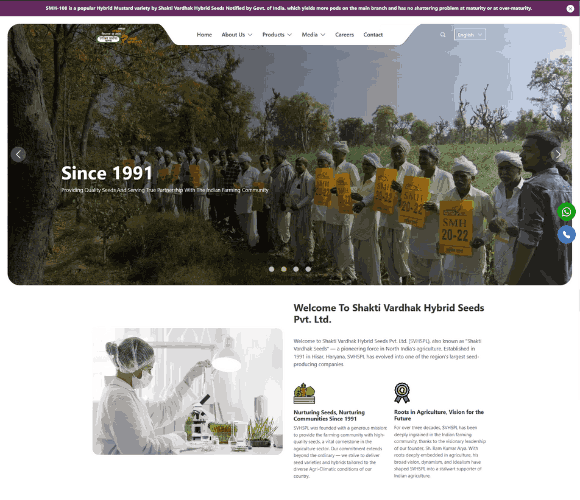 SMH-108 is a popular Hybrid Mustard variety by Shakti Vardhak Hybrid Seeds Notified by Govt. of India, which yields more pods on the main branch and has no shattering problem at maturity or at over-maturity.
Home About Us Products Media Careers Contact English
Since 1991
Providing Quality Seeds And Serving True Partnership With The Indian Farming Community
SMH
20-22
Welcome To Shakti Vardhak Hybrid Seeds
Pvt. Ltd.
Welcome to Shakti Vardhak Hybrid Seeds Pvt. Ltd. (SVHSPL), also known as "Shakti
Vardhak Seeds" — a pioneering force in North India's agriculture. Established in
1991 in Hisar, Haryana, SVHSPL has evolved into one of the region's largest seed-
producing companies.
Nurturing Seeds, Nurturing
Communities Since 1991
SVHSPL was founded with a generous mission
to provide the farming community with high-
quality seeds, a vital cornerstone in the
agriculture sector. Our commitment extends
beyond the ordinary — we strive to deliver
seed varieties and hybrids tailored to the
diverse Agri-Climatic conditions of our
country.
Roots in Agriculture, Vision for the
Future
For over three decades, SVHSPL has been
deeply ingrained in the Indian farming
community, thanks to the visionary leadership
of our founder, Sh. Ram Kumar Arya. With
roots deeply embedded in agriculture, his
broad vision, dynamism, and idealism have
shaped SVHSPL into a stalwart supporter of
Indian agriculture.